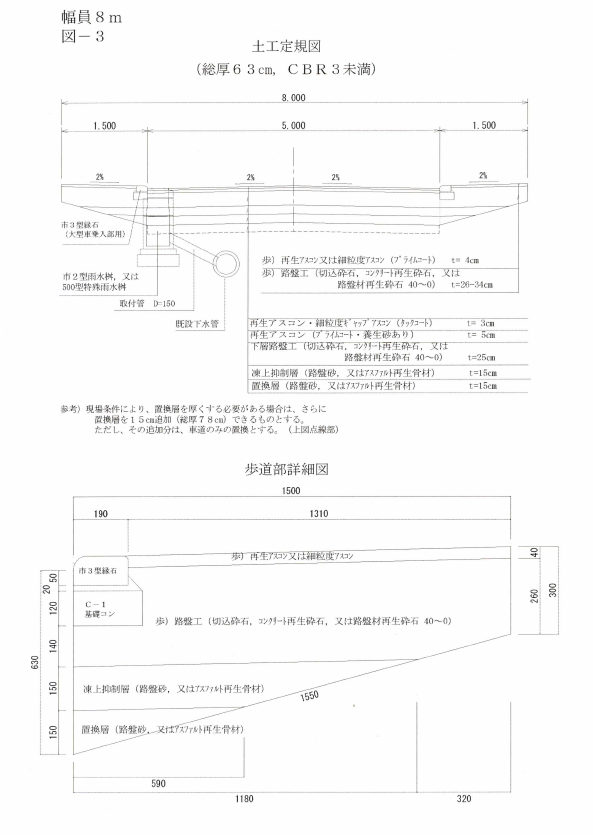 幅員８ｍ
図－３
土工定規図
（総厚６３㎝，ＣＢＲ３未満）
8.000
1.500
5.000
1.500
2%
2%
2%
2%
市３型縁石
（大型車乗入部用）
市２型雨水桝，又は
500型特殊雨水桝
取付管 D=150
既設下水管
歩）再生ｱｽｺﾝ又は細粒度ｱｽｺﾝ（ﾌﾟﾗｲﾑｺｰﾄ） t= 4cm
歩）路盤工（切込砕石，ｺﾝｸﾘｰﾄ再生砕石，又は
路盤材再生砕石 40～0） t=26-34cm
再生アスコン・細粒度ｷﾞｬｯﾌﾟｱｽｺﾝ（ﾀｯｸｺｰﾄ） t= 3cm
再生アスコン（ﾌﾟﾗｲﾑｺｰﾄ・養生砂あり） t= 5cm
下層路盤工（切込砕石，ｺﾝｸﾘｰﾄ再生砕石，又は
路盤材再生砕石 40～0） t=25cm
凍上抑制層（路盤砂，又はｱｽﾌｧﾙﾄ再生骨材） t=15cm
置換層（路盤砂，又はｱｽﾌｧﾙﾄ再生骨材） t=15cm
参考）現場条件により、置換層を厚くする必要がある場合は、さらに
置換層を１５㎝追加（総厚７８㎝）できるものとする。
ただし、その追加分は、車道のみの置換とする。（上図点線部）
歩道部詳細図
1500
190
1310
歩）再生ｱｽｺﾝ又は細粒度ｱｽｺﾝ
市３型縁石
Ｃ－１
基礎コン
歩）路盤工（切込砕石，ｺﾝｸﾘｰﾄ再生砕石，又は路盤材再生砕石 40～0）
凍上抑制層（路盤砂，又はｱｽﾌｧﾙﾄ再生骨材）
置換層（路盤砂，又はｱｽﾌｧﾙﾄ再生骨材）
50
20
120
140
150
150
630
40
260
300
1550
590
1180
320